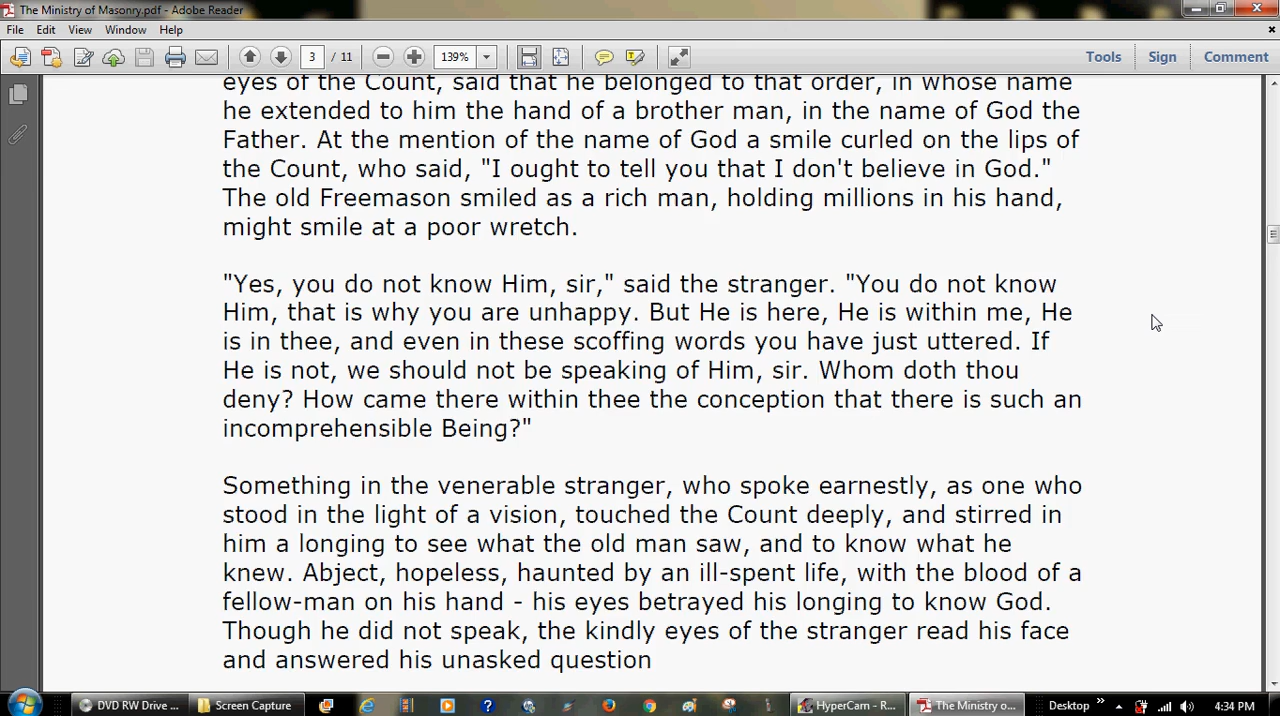 The Ministry of Masonry.pdf - Adobe Reader
File Edit View Window Help
3 / 11 139% Tools Sign Comment
eyes of the Count, said that he belonged to that order, in whose name
he extended to him the hand of a brother man, in the name of God the
Father. At the mention of the name of God a smile curled on the lips of
the Count, who said, "I ought to tell you that I don't believe in God."
The old Freemason smiled as a rich man, holding millions in his hand,
might smile at a poor wretch.
"Yes, you do not know Him, sir," said the stranger. "You do not know
Him, that is why you are unhappy. But He is here, He is within me, He
is in thee, and even in these scoffing words you have just uttered. If
He is not, we should not be speaking of Him, sir. Whom doth thou
deny? How came there within thee the conception that there is such an
incomprehensible Being?"
Something in the venerable stranger, who spoke earnestly, as one who
stood in the light of a vision, touched the Count deeply, and stirred in
him a longing to see what the old man saw, and to know what he
knew. Abject, hopeless, haunted by an ill-spent life, with the blood of a
fellow-man on his hand - his eyes betrayed his longing to know God.
Though he did not speak, the kindly eyes of the stranger read his face
and answered his unasked question
DVD RW Drive ... Screen Capture HyperCam - R... The Ministry o... Desktop » 4:34 PM